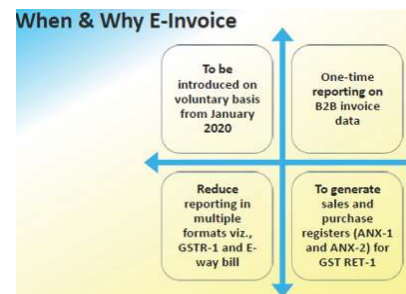 When & Why E-Invoice
To be
introduced on
voluntary basis
from January
2020
One-time
reporting on
B2B invoice
data
Reduce
reporting in
multiple
formats viz.,
GSTR-1 and E-
way bill
To generate
sales and
purchase
registers (ANX-1
and ANX-2) for
GST RET-1